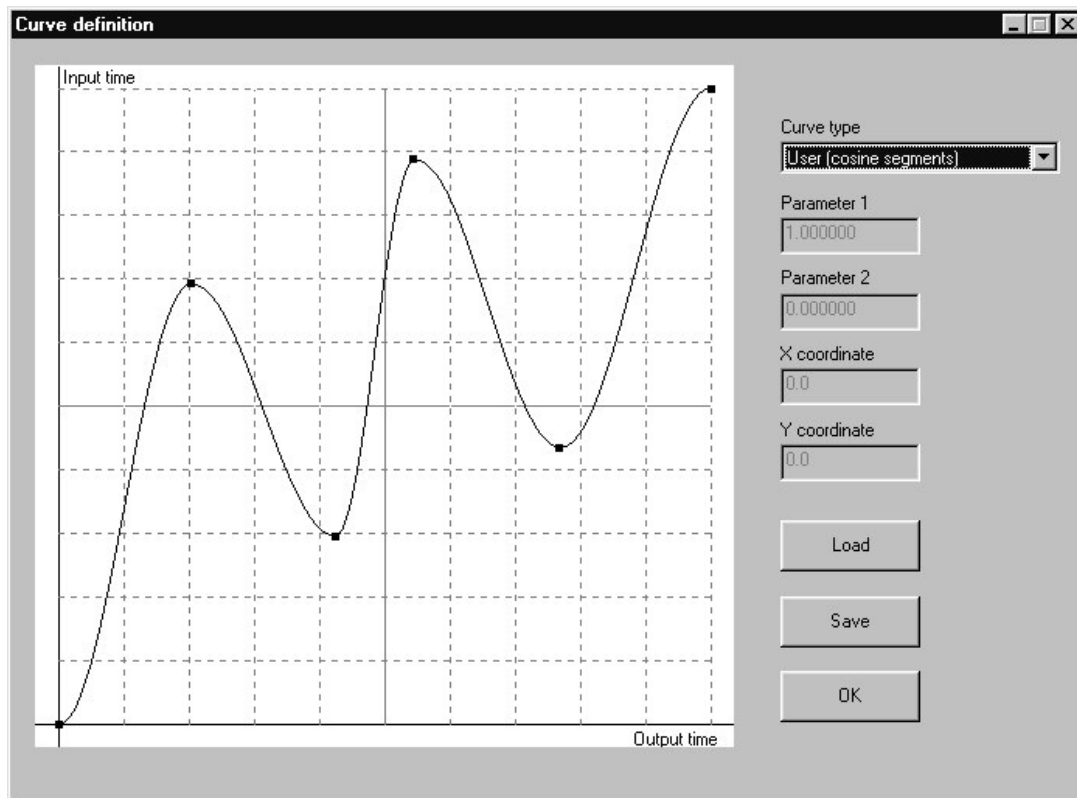 Curve definition
Input time
Output time
Curve type
User (cosine segments)
Parameter 1
1.000000
Parameter 2
0.000000
X coordinate
0.0
Y coordinate
0.0
Load
Save
OK